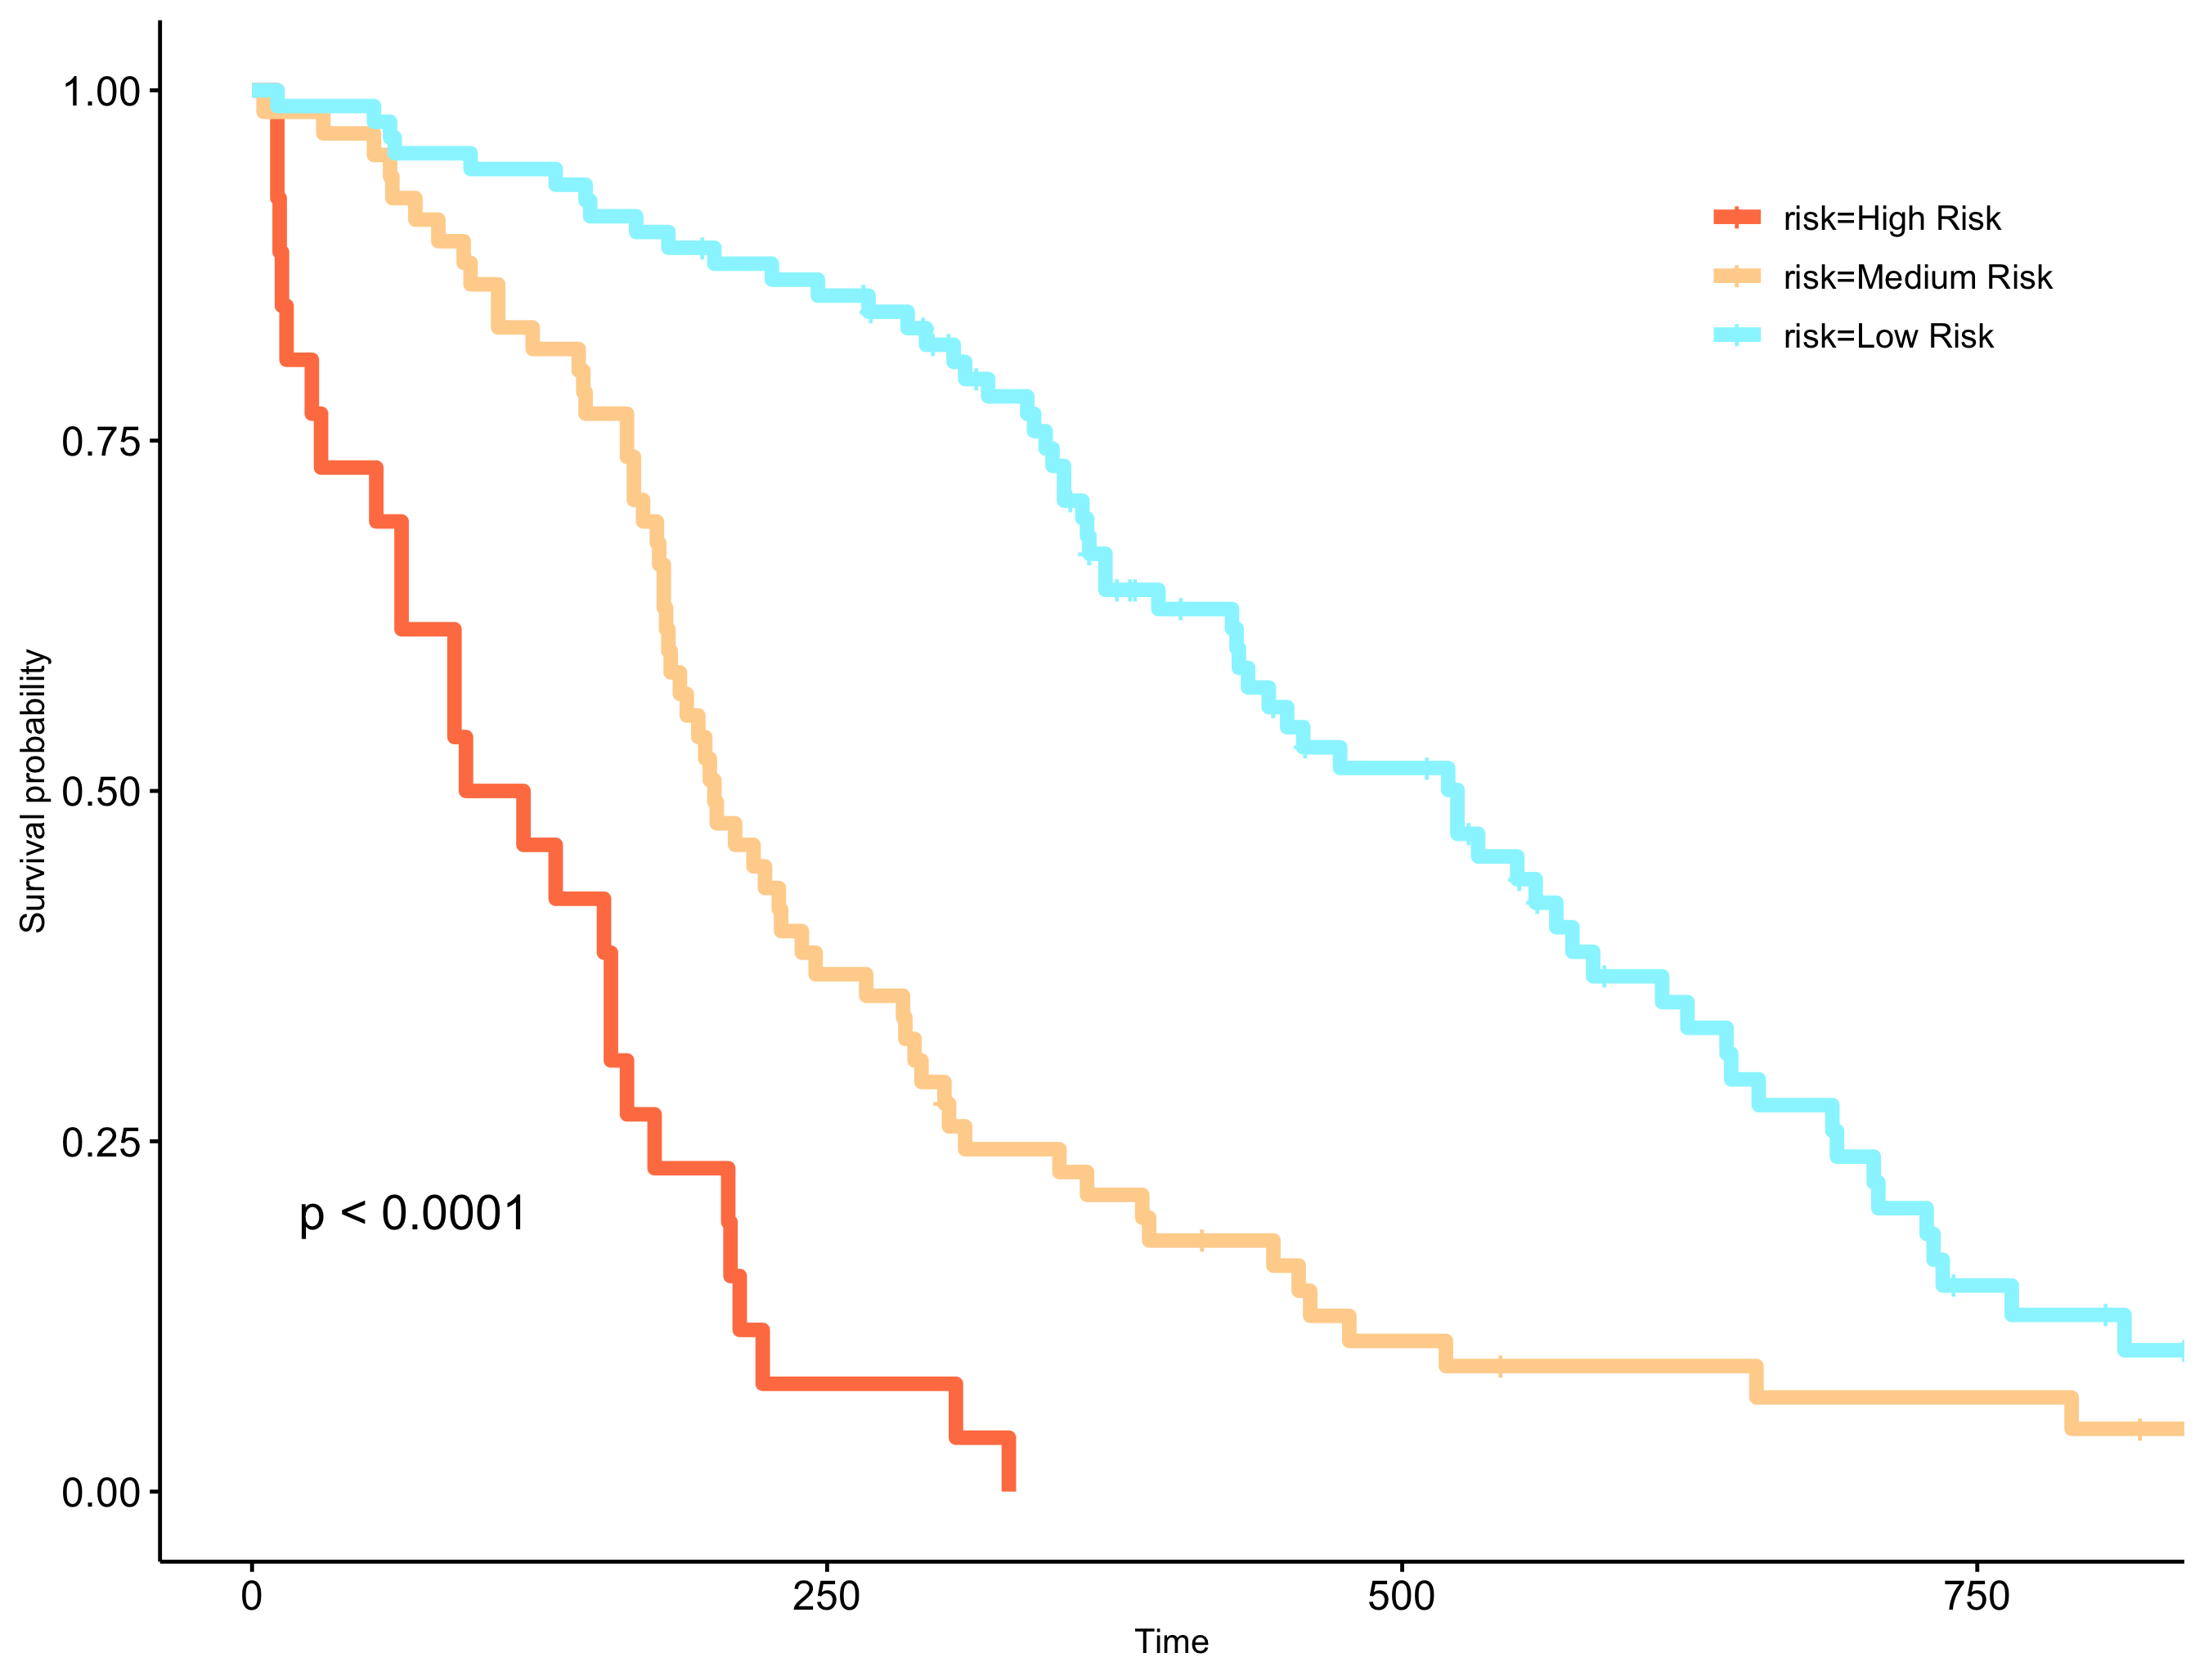 1.00
0.75
0.50
0.25
0.00
Survival probability
risk=High Risk
risk=Medium Risk
risk=Low Risk
p < 0.0001
0 250 500 750
Time